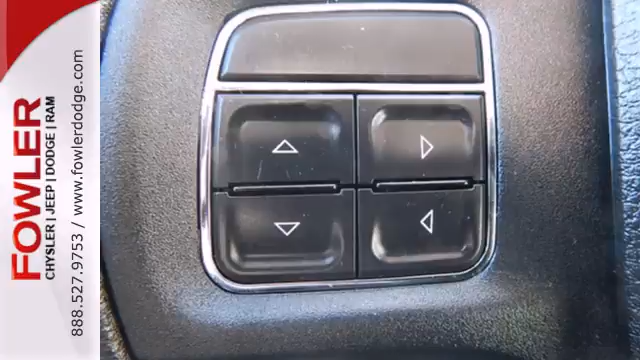 FOWLER
CHRYSLER | JEEP | DODGE | RAM
888.527.9753 / www.fowlerdodge.com